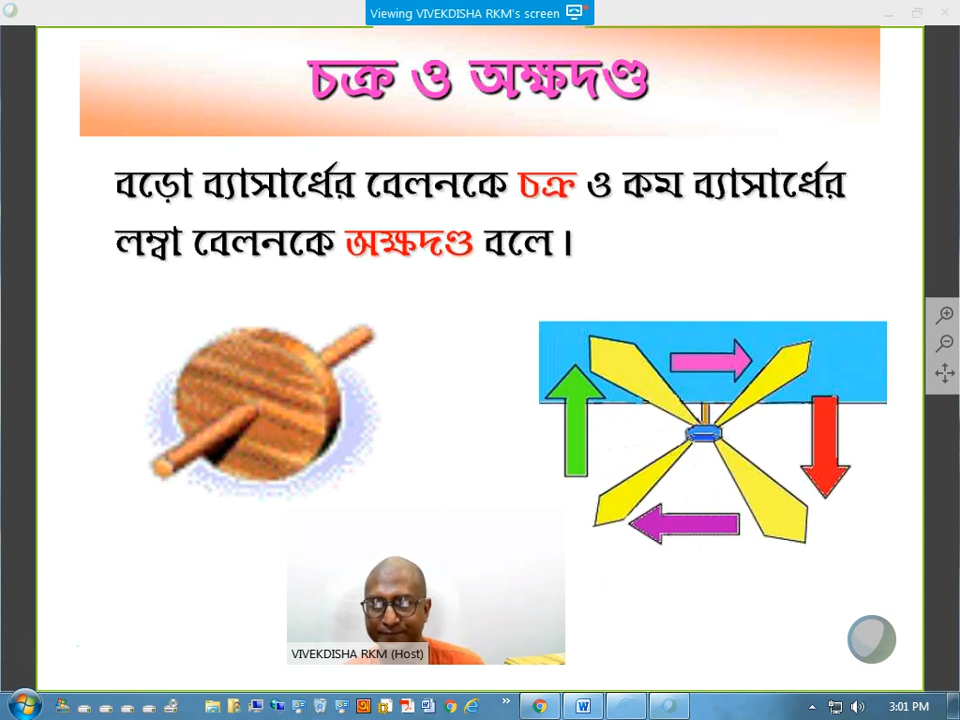 Viewing VIVEKDISHA RKM's screen
চক্র ও অক্ষদণ্ড
বড়ো ব্যাসার্ধের বেলনকে চক্র ও কম ব্যাসার্ধের
লম্বা বেলনকে অক্ষদণ্ড বলে।
VIVEKDISHA RKM (Host)
3:01 PM